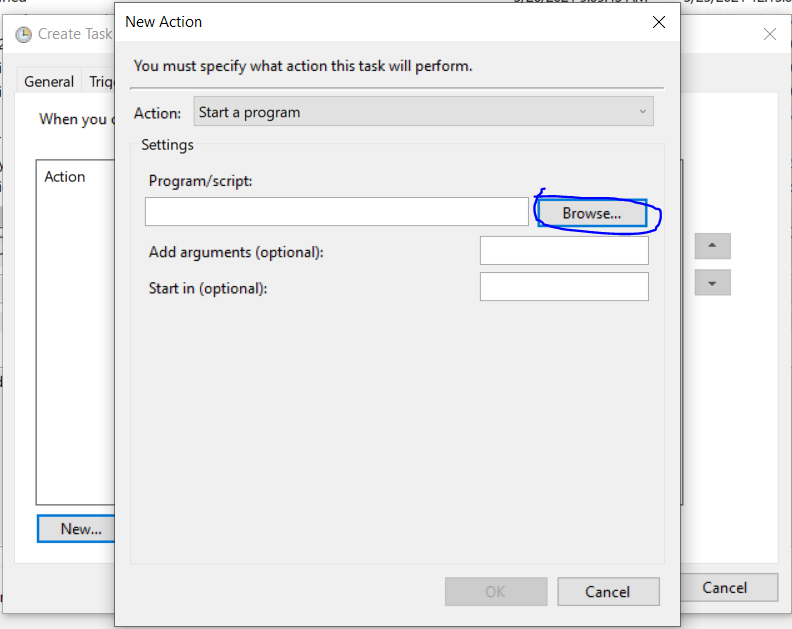 New Action
Create Task
You must specify what action this task will perform.
General
Action:
Start a program
When you
Settings
Action
Program/script:
Browse...
Add arguments (optional):
Start in (optional):
New...
OK
Cancel
Cancel